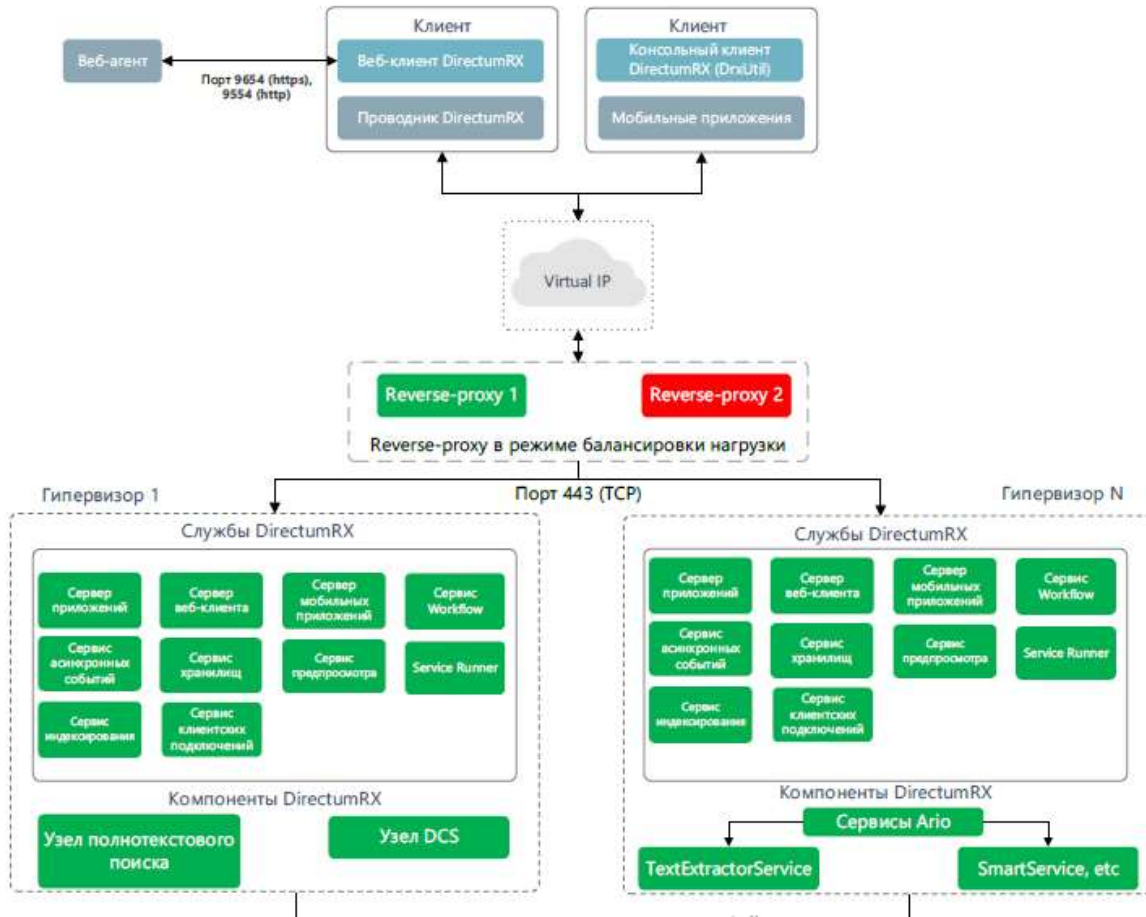 Клиент
Клиент
Веб-агент
Веб-клиент DirectumRX
Консольный клиент
DirectumRX (DrxUtil)
Порт 9654 (https),
9554 (http)
Проводник DirectumRX
Мобильные приложения
Virtual IP
Reverse-proxy 1
Reverse-proxy 2
Reverse-proxy в режиме балансировки нагрузки
Гипервизор 1
Порт 443 (TCP)
Гипервизор N
Службы DirectumRX
Сервер
приложений
Сервер
веб-клиента
Сервер
мобильных
приложений
Сервис
Workflow
Сервис
асинхронных
событий
Сервис
хранилищ
Сервис
предпросмотра
Service Runner
Сервис
индексирования
Сервис
клиентских
подключений
Компоненты DirectumRX
Узел полнотекстового
поиска
Узел DCS
Службы DirectumRX
Сервер
приложений
Сервер
веб-клиента
Сервер
мобильных
приложений
Сервис
Workflow
Сервис
асинхронных
событий
Сервис
хранилищ
Сервис
предпросмотра
Service Runner
Сервис
индексирования
Сервис
клиентских
подключений
Компоненты DirectumRX
Сервисы Ario
TextExtractorService
SmartService, etc